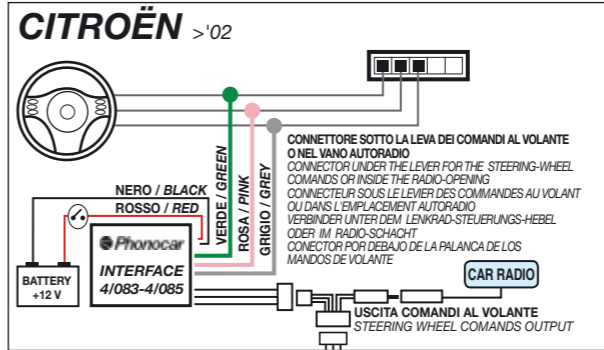 CITROËN >'02
CONNETTORE SOTTO LA LEVA DEI COMANDI AL VOLANTE
O NEL VANO AUTORADIO
CONNECTOR UNDER THE LEVER FOR THE STEERING-WHEEL
COMANDS OR INSIDE THE RADIO-OPENING
CONNECTEUR SOUS LE LEVIER DES COMMANDES AU VOLANT
OU DANS L'EMPLACEMENT AUTORADIO
VERBINDER UNTER DEM LENKRAD-STEUERUNGS-HEBEL
ODER IM RADIO-SCHACHT
CONECTOR POR DEBAJO DE LA PALANCA DE LOS
MANDOS DE VOLANTE
VERDE / GREEN
ROSA / PINK
GRIGIO / GREY
NERO / BLACK
ROSSO / RED
Phonocar
INTERFACE
4/083-4/085
BATTERY
+12 V
CAR RADIO
USCITA COMANDI AL VOLANTE
STEERING WHEEL COMANDS OUTPUT